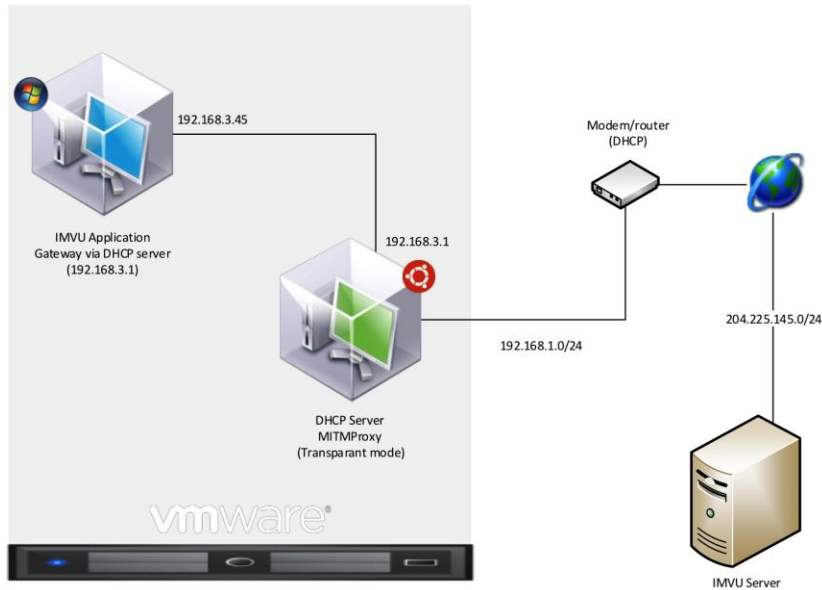 192.168.3.45
IMVU Application
Gateway via DHCP server
(192.168.3.1)
192.168.3.1
DHCP Server
MITMProxy
(Transparant mode)
Modem/router
(DHCP)
192.168.1.0/24
204.225.145.0/24
IMVU Server
vmware®